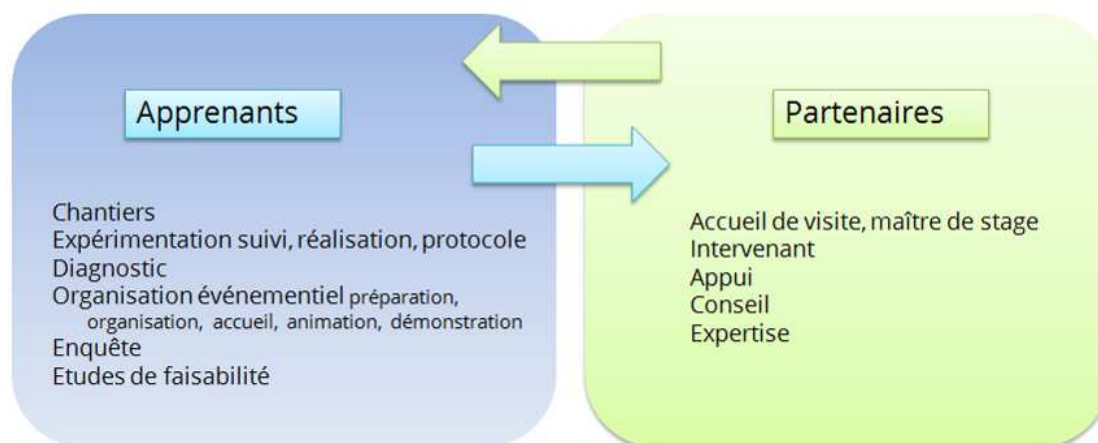 Apprenants
Chantiers
Expérimentation suivi, réalisation, protocole
Diagnostic
Organisation événementiel préparation,
organisation, accueil, animation, démonstration
Enquête
Etudes de faisabilité
Partenaires
Accueil de visite, maître de stage
Intervenant
Appui
Conseil
Expertise